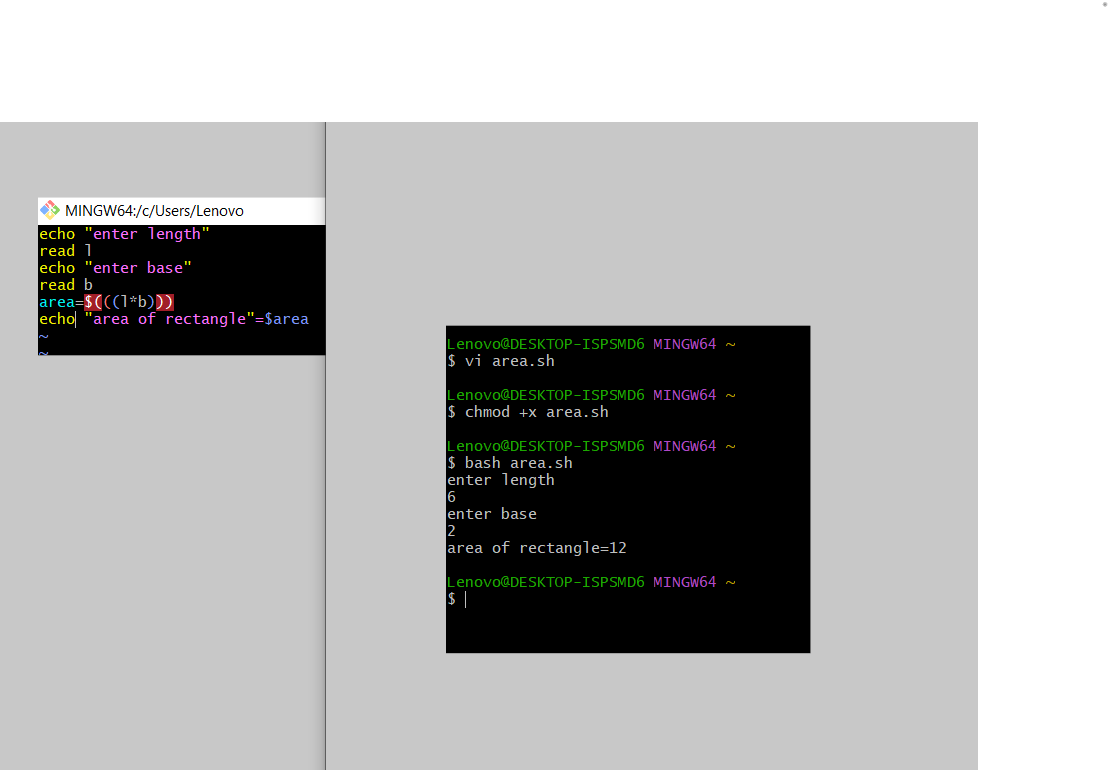 MINGW64:/c/Users/Lenovo
echo "enter length"
read l
echo "enter base"
read b
area=$(((l*b)))
echo "area of rectangle"=$area
~
~
Lenovo@DESKTOP-ISPSMD6 MINGW64 ~
$ vi area.sh
Lenovo@DESKTOP-ISPSMD6 MINGW64 ~
$ chmod +x area.sh
Lenovo@DESKTOP-ISPSMD6 MINGW64 ~
$ bash area.sh
enter length
6
enter base
2
area of rectangle=12
Lenovo@DESKTOP-ISPSMD6 MINGW64 ~
$